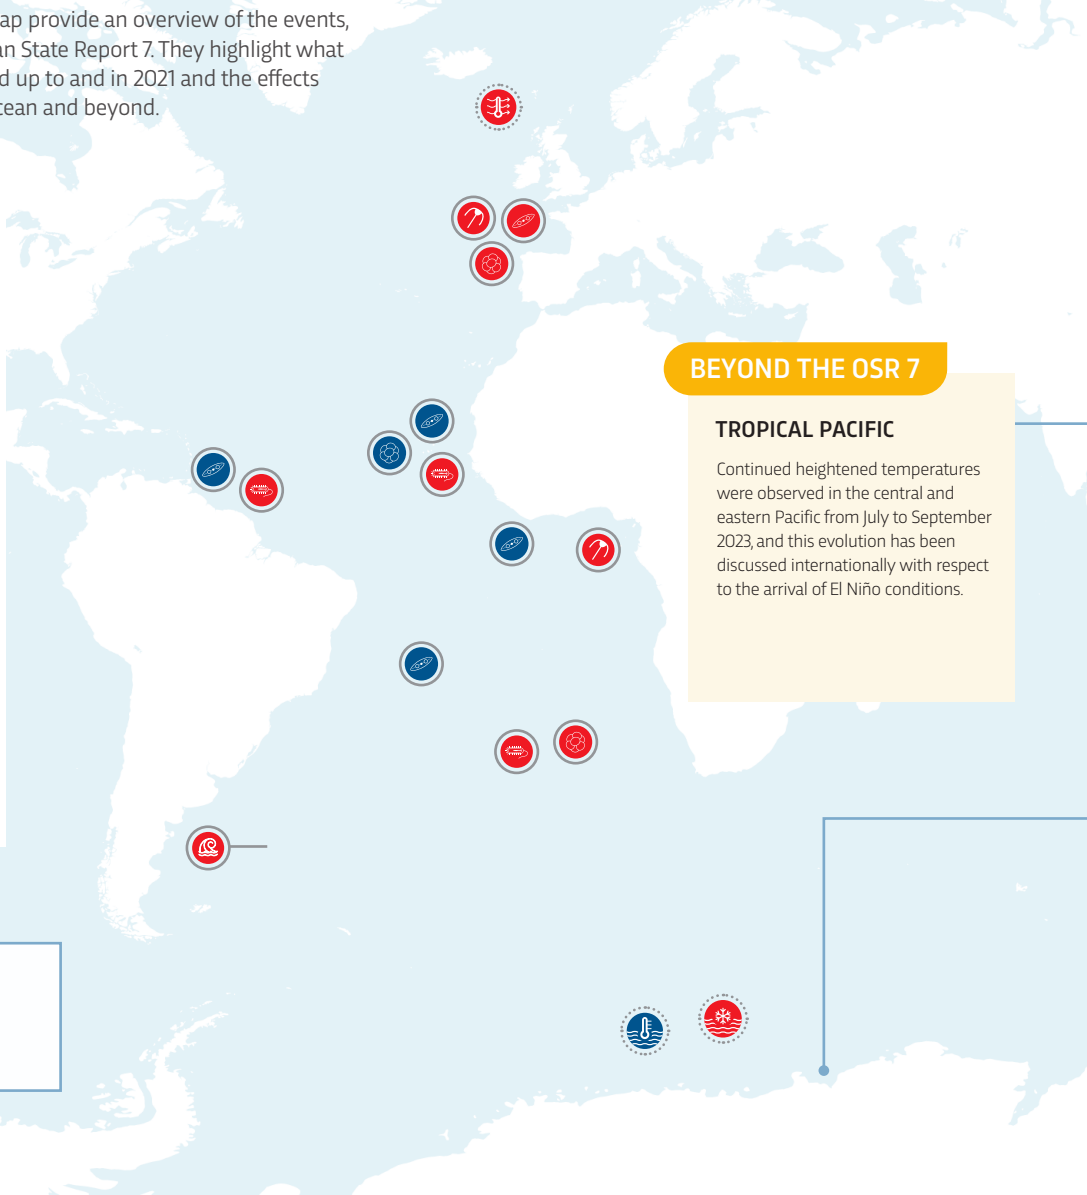 ap provide an overview of the events,
an State Report 7. They highlight what
d up to and in 2021 and the effects
cean and beyond.
BEYOND THE OSR 7
TROPICAL PACIFIC
Continued heightened temperatures
were observed in the central and
eastern Pacific from July to September
2023, and this evolution has been
discussed internationally with respect
to the arrival of El Niño conditions.